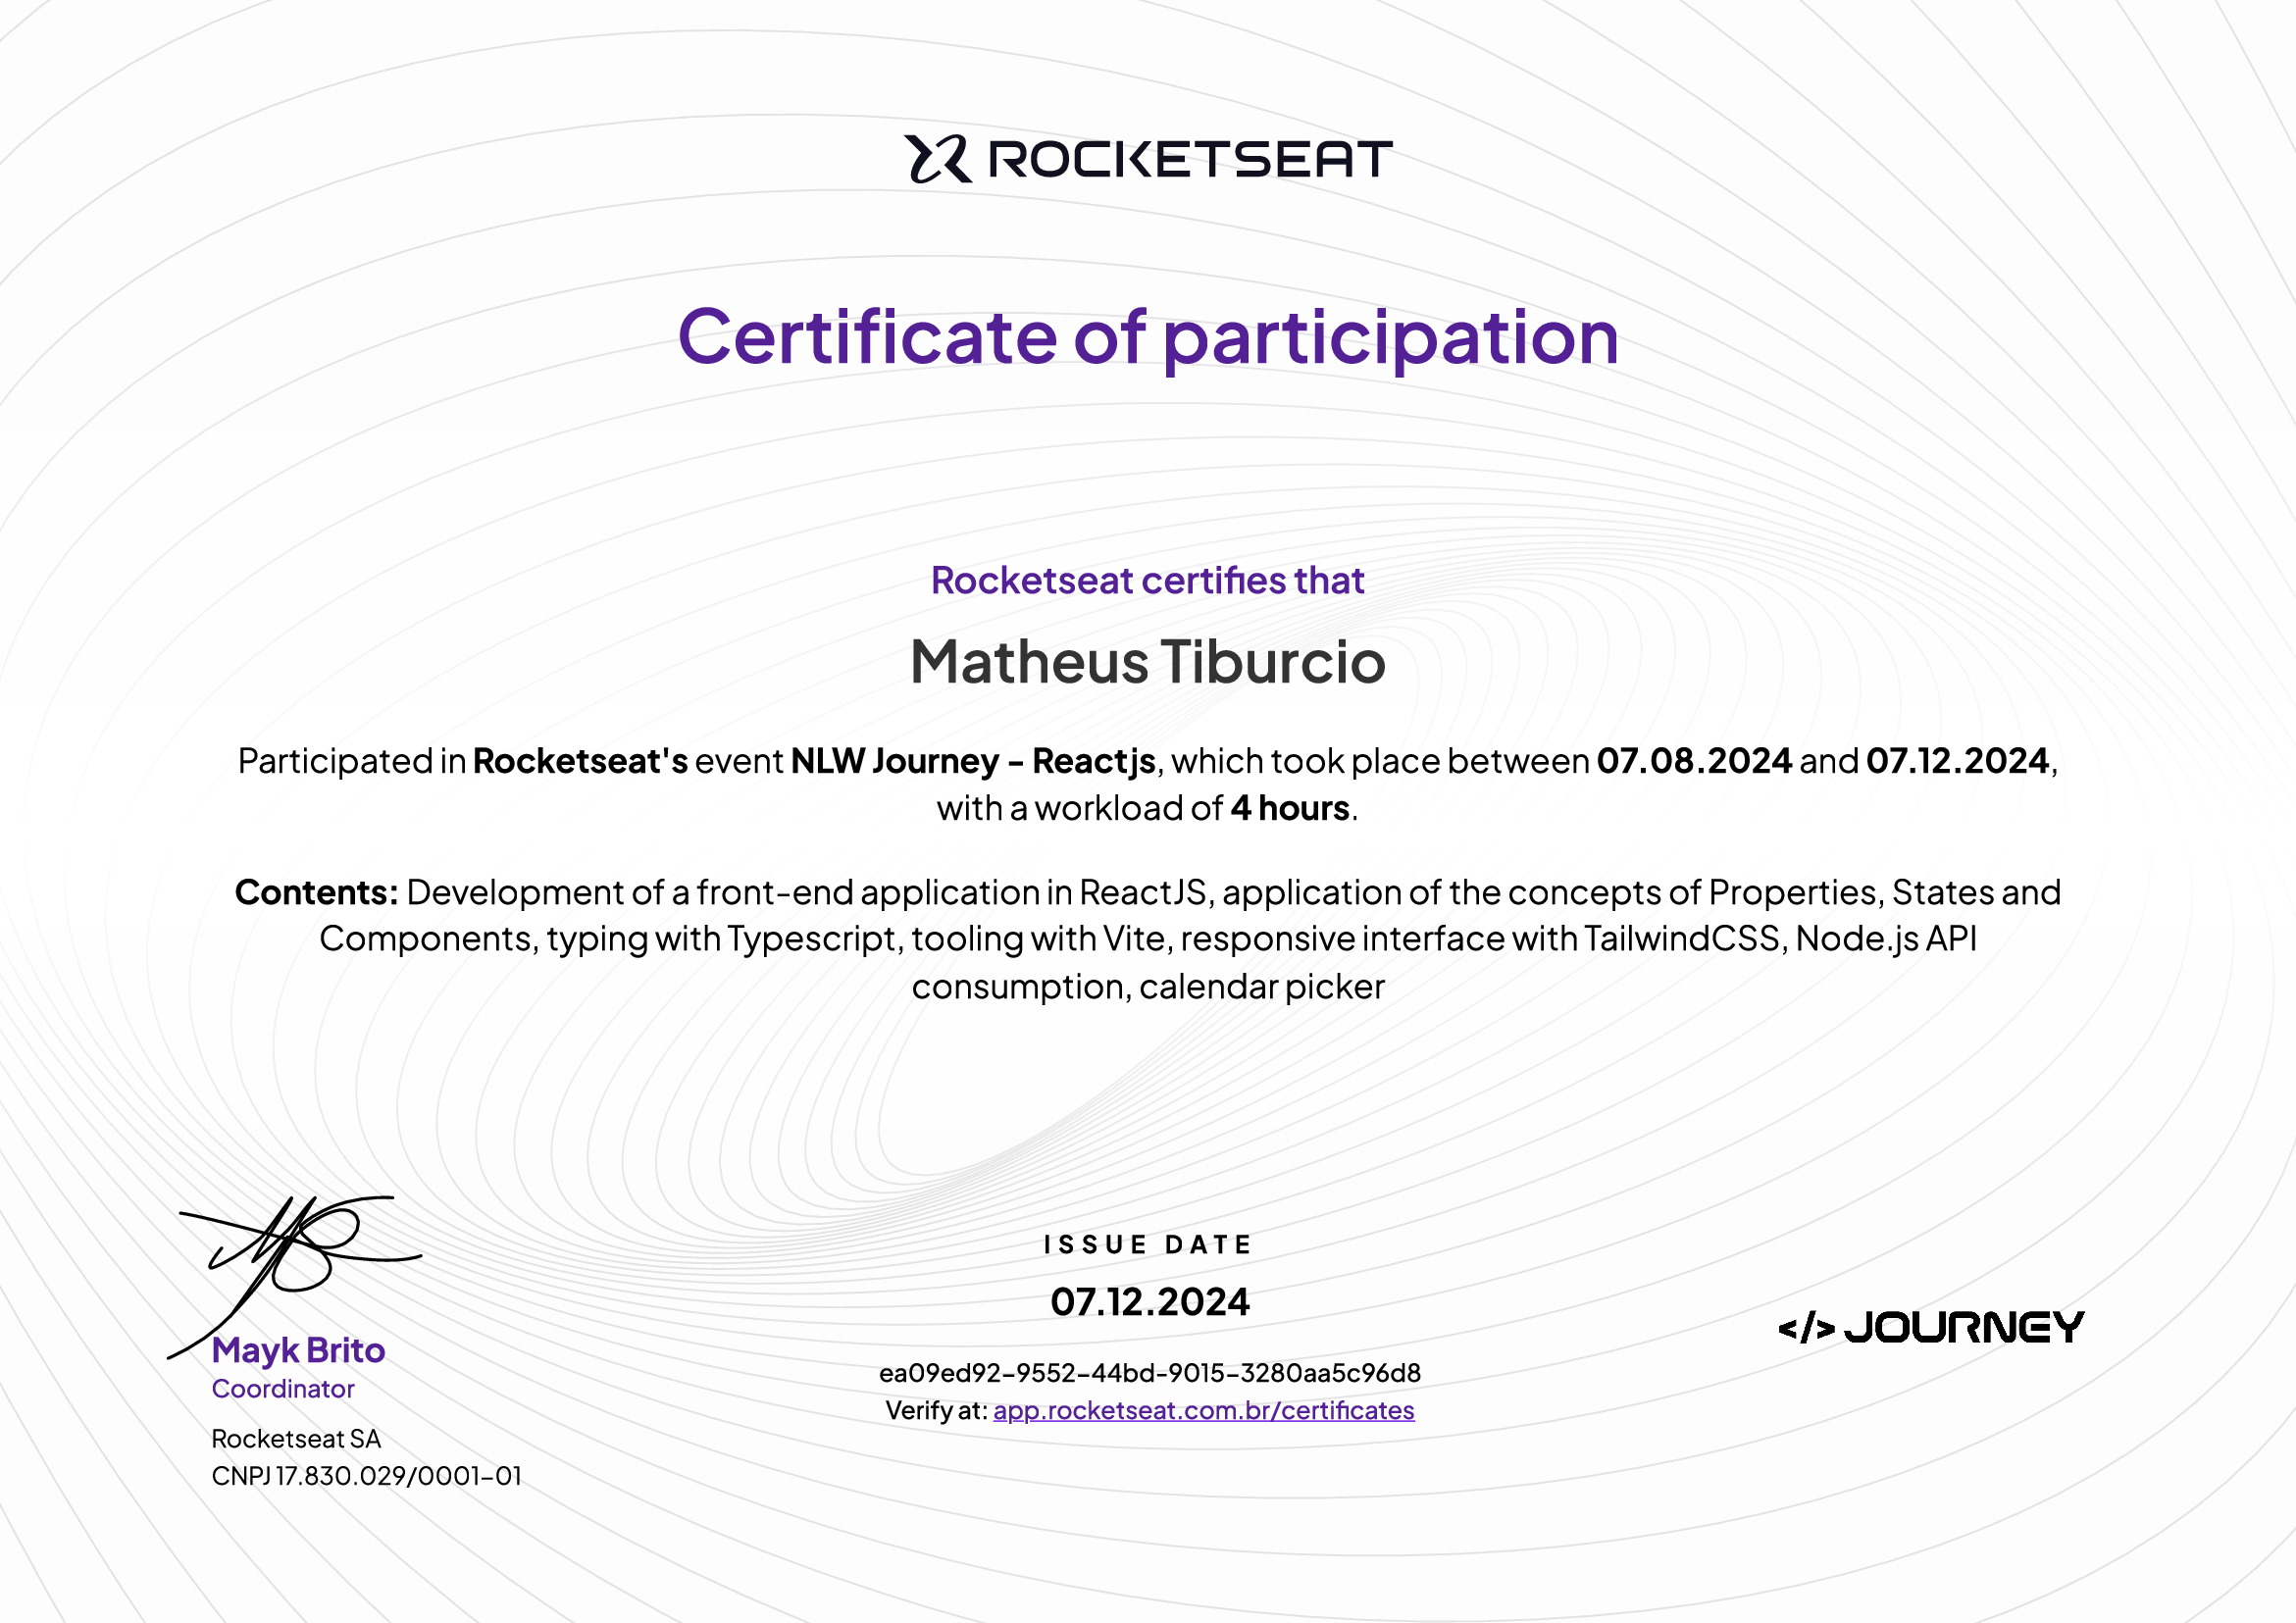 ROCKETSEAT
Certificate of participation
Rocketseat certifies that
Matheus Tiburcio
Participated in Rocketseat's event NLW Journey - Reactjs, which took place between 07.08.2024 and 07.12.2024,
with a workload of 4 hours.
Contents: Development of a front-end application in ReactJS, application of the concepts of Properties, States and
Components, typing with Typescript, tooling with Vite, responsive interface with TailwindCSS, Node.js API
consumption, calendar picker
Mayk Brito
Coordinator
Rocketseat SA
CNPJ 17.830.029/0001-01
ISSUE DATE
07.12.2024
ea09ed92-9552-44bd-9015-3280aa5c96d8
Verify at: app.rocketseat.com.br/certificates
</> JOURNEY